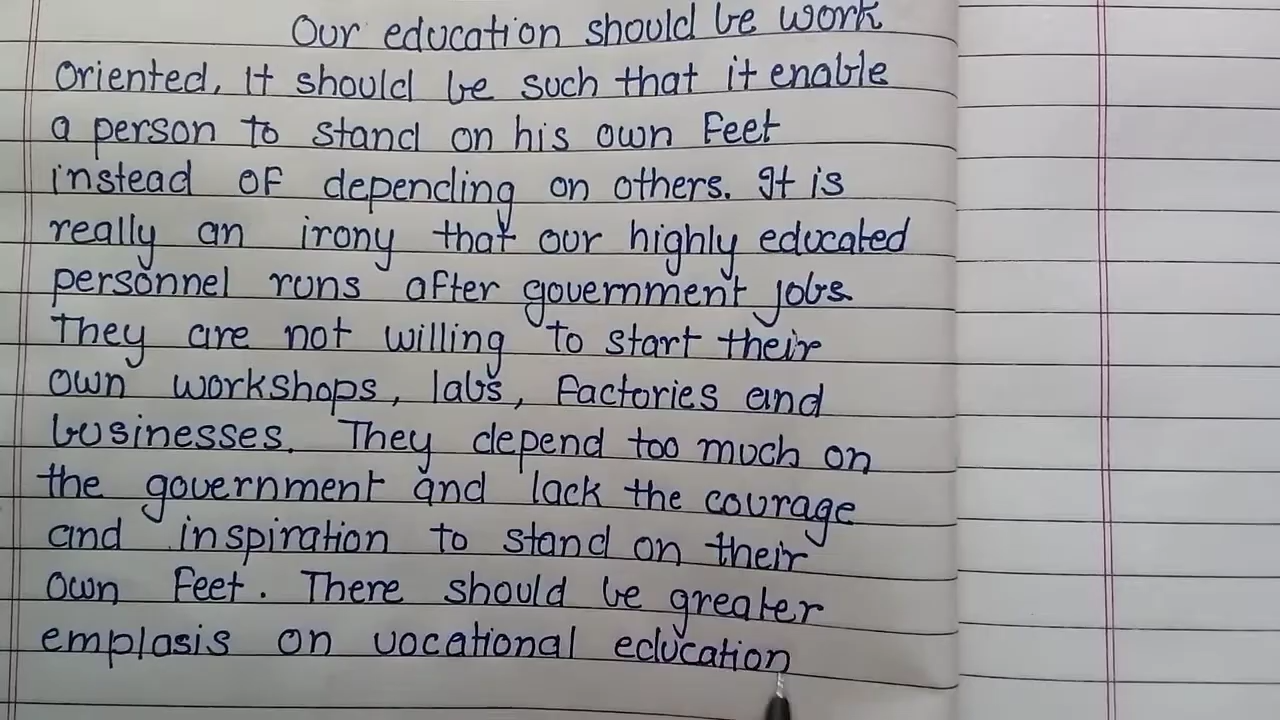 Our education should be work
oriented, It should be such that it enable
a person to stand on his own feet
instead of depending on others. It is
really an irony that our highly educated
personnel runs after government jobs.
They are not willing to start their
own workshops, labs, factories and
businesses. They depend too much on
the government and lack the courage
and inspiration to stand on their
own feet. There should be greater
emplasis on vocational education